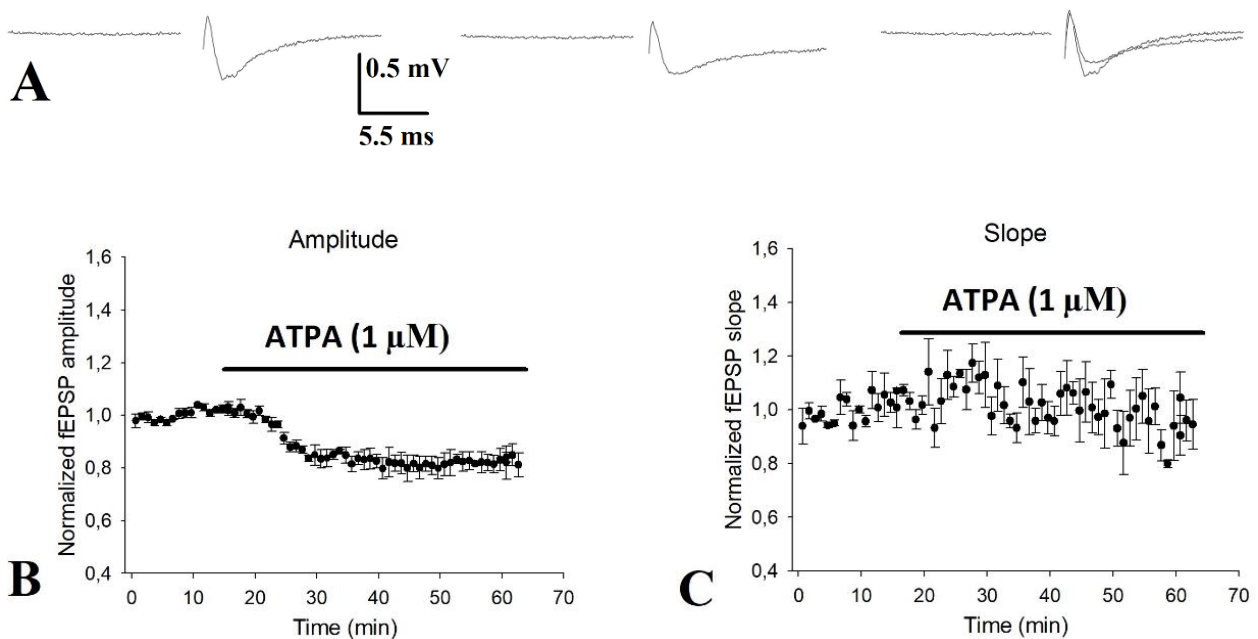 A
0.5 mV
5.5 ms
Amplitude
Normalized fEPSP amplitude
1,6
1,4
1,2
1,0
0,8
0,6
0,4
ATPA (1 μM)
0 10 20 30 40 50 60 70
Time (min)
B
Slope
Normalized fEPSP slope
1,6
1,4
1,2
1,0
0,8
0,6
0,4
ATPA (1 μM)
0 10 20 30 40 50 60 70
Time (min)
C